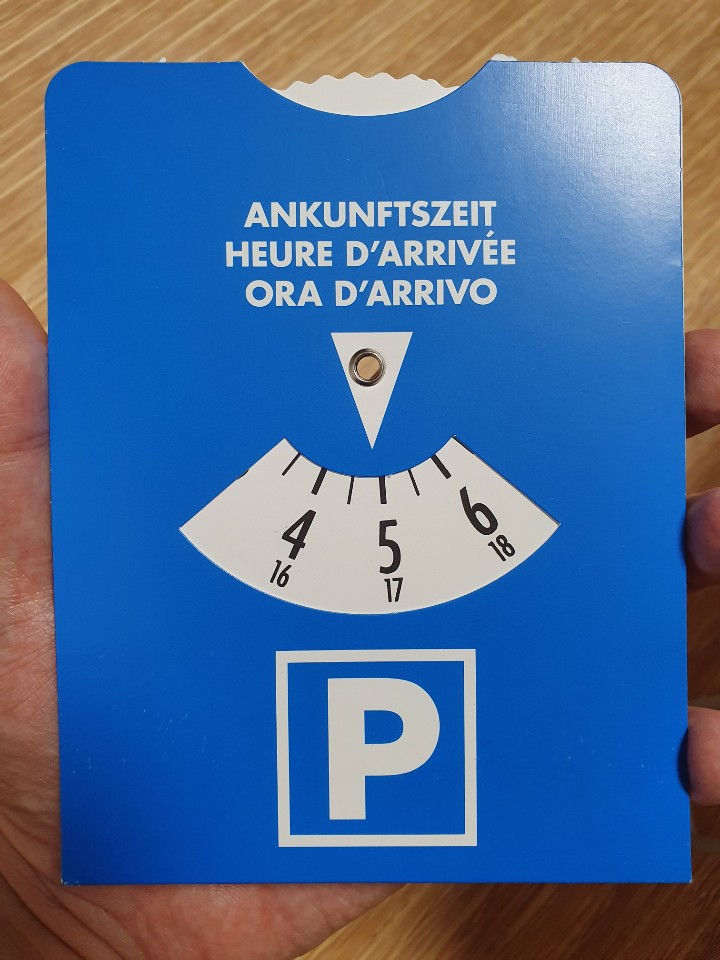 ANKUNFTSZEIT
HEURE D'ARRIVÉE
ORA D'ARRIVO
4 5 6
16 17 18
P